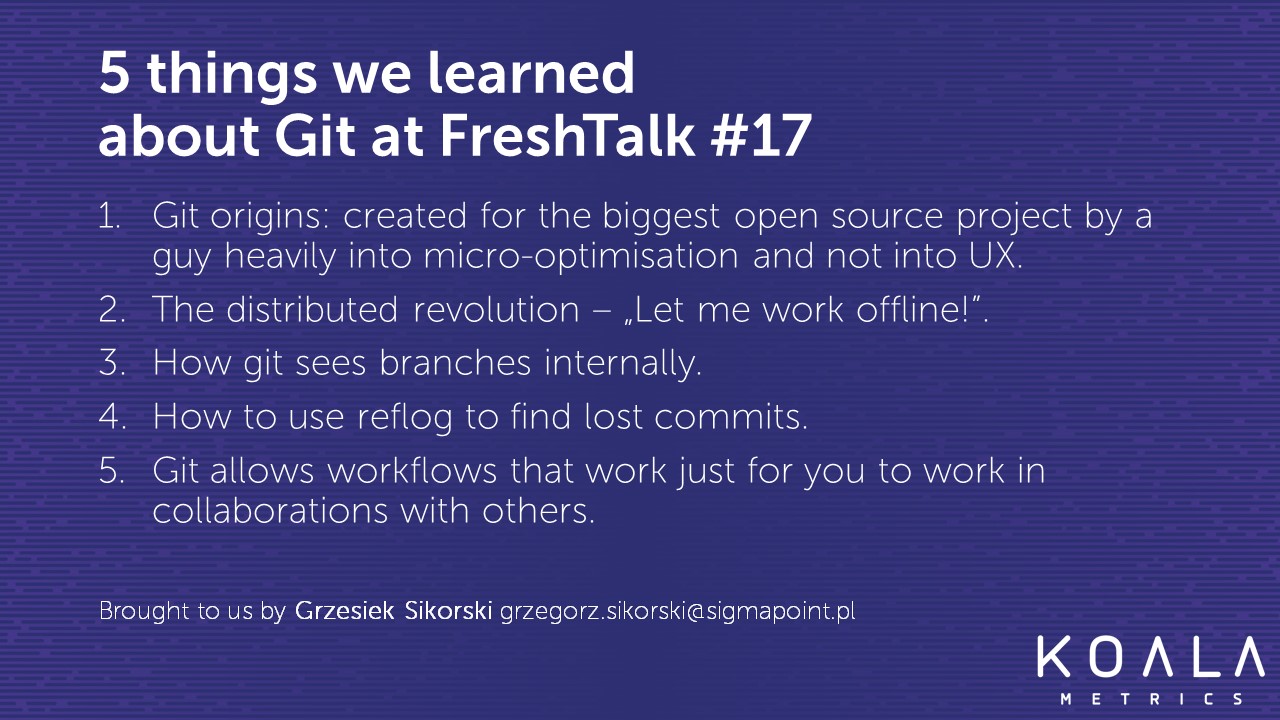 5 things we learned
about Git at FreshTalk #17
1. Git origins: created for the biggest open source project by a
guy heavily into micro-optimisation and not into UX.
2. The distributed revolution – „Let me work offline!”.
3. How git sees branches internally.
4. How to use reflog to find lost commits.
5. Git allows workflows that work just for you to work in
collaborations with others.
Brought to us by Grzesiek Sikorski grzegorz.sikorski@sigmapoint.pl
KOALA
METRICS